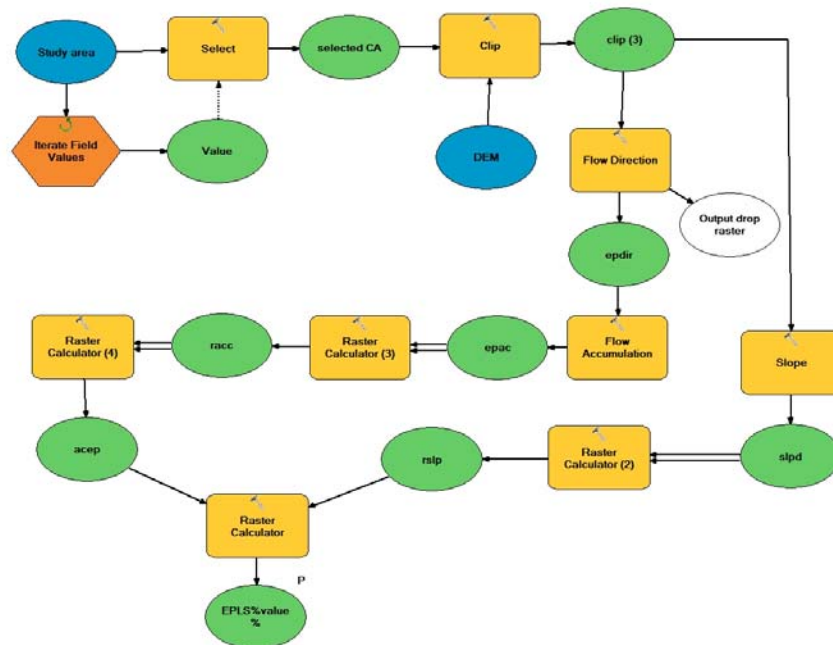 Study area
Select
selected CA
Clip
clip (3)
Iterate Field
Values
Value
DEM
Flow Direction
Output drop
raster
epdir
Raster
Calculator (4)
racc
Raster
Calculator (3)
epac
Flow
Accumulation
Slope
acep
rslp
Raster
Calculator (2)
slpd
Raster
Calculator
P
EPLS%value
%